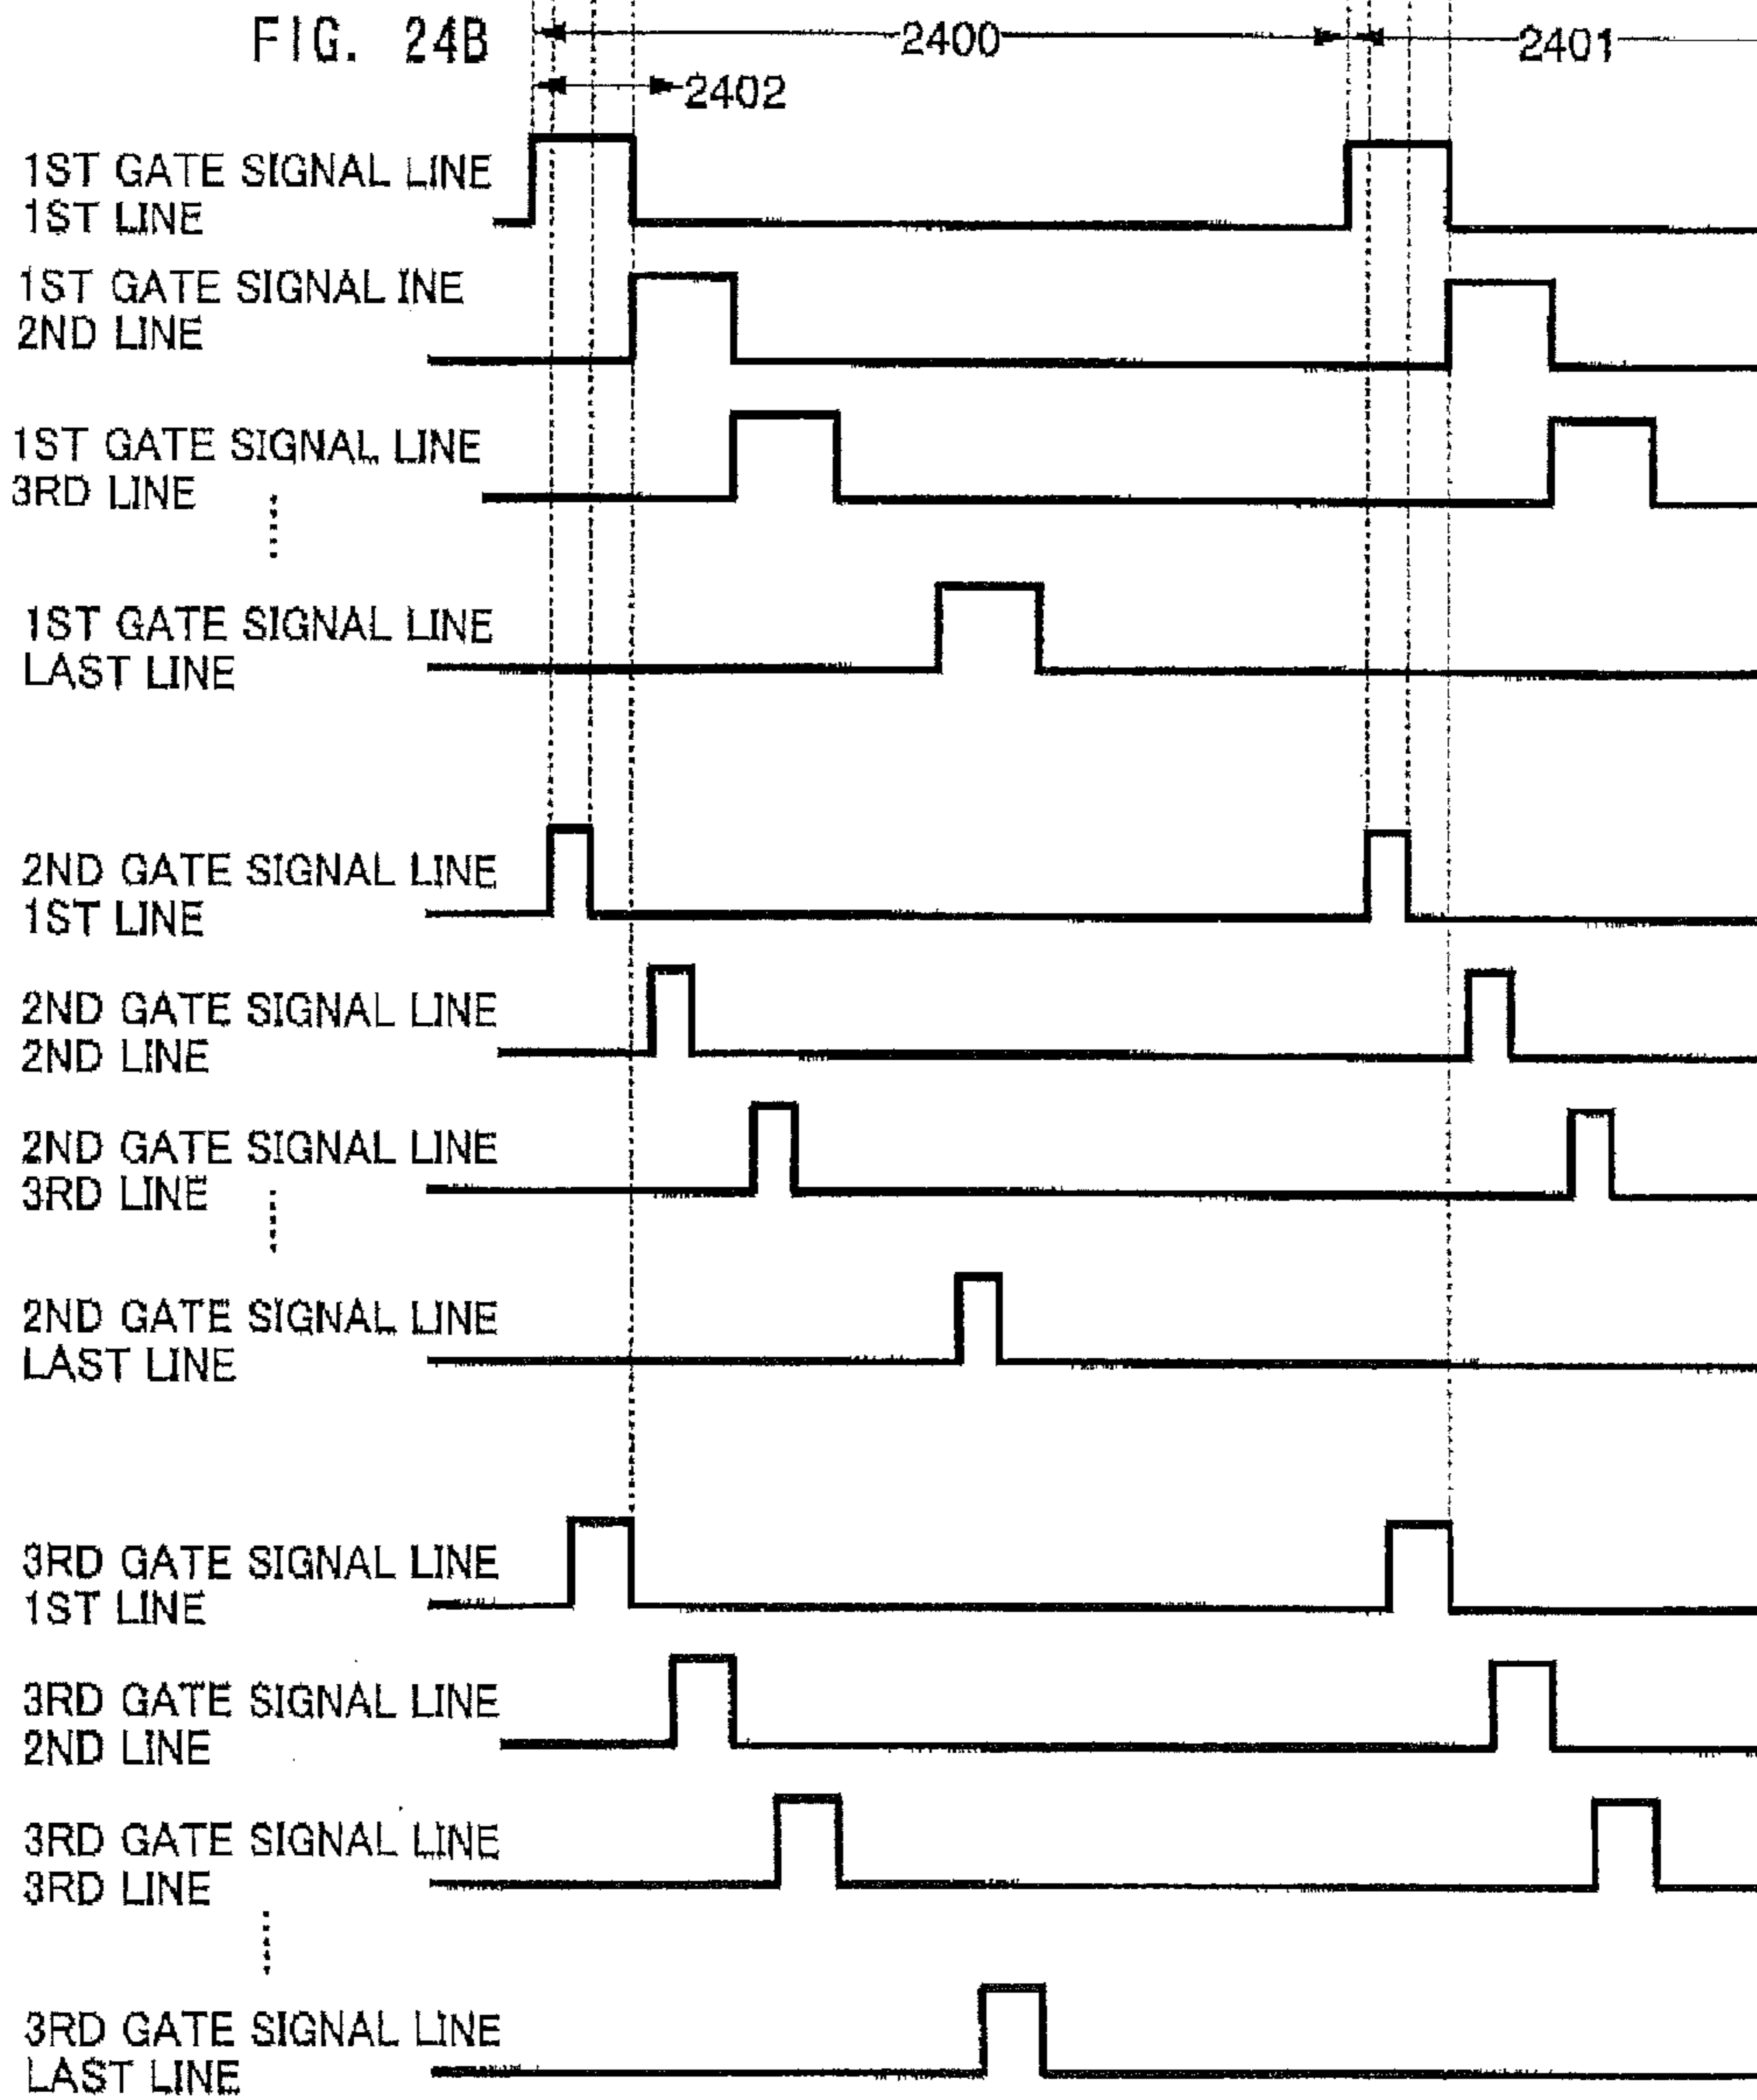 FIG. 24B
2400
2401
2402
1ST GATE SIGNAL LINE
1ST LINE
1ST GATE SIGNAL INE
2ND LINE
1ST GATE SIGNAL LINE
3RD LINE
1ST GATE SIGNAL LINE
LAST LINE
2ND GATE SIGNAL LINE
1ST LINE
2ND GATE SIGNAL LINE
2ND LINE
2ND GATE SIGNAL LINE
3RD LINE
2ND GATE SIGNAL LINE
LAST LINE
3RD GATE SIGNAL LINE
1ST LINE
3RD GATE SIGNAL LINE
2ND LINE
3RD GATE SIGNAL LINE
3RD LINE
3RD GATE SIGNAL LINE
LAST LINE